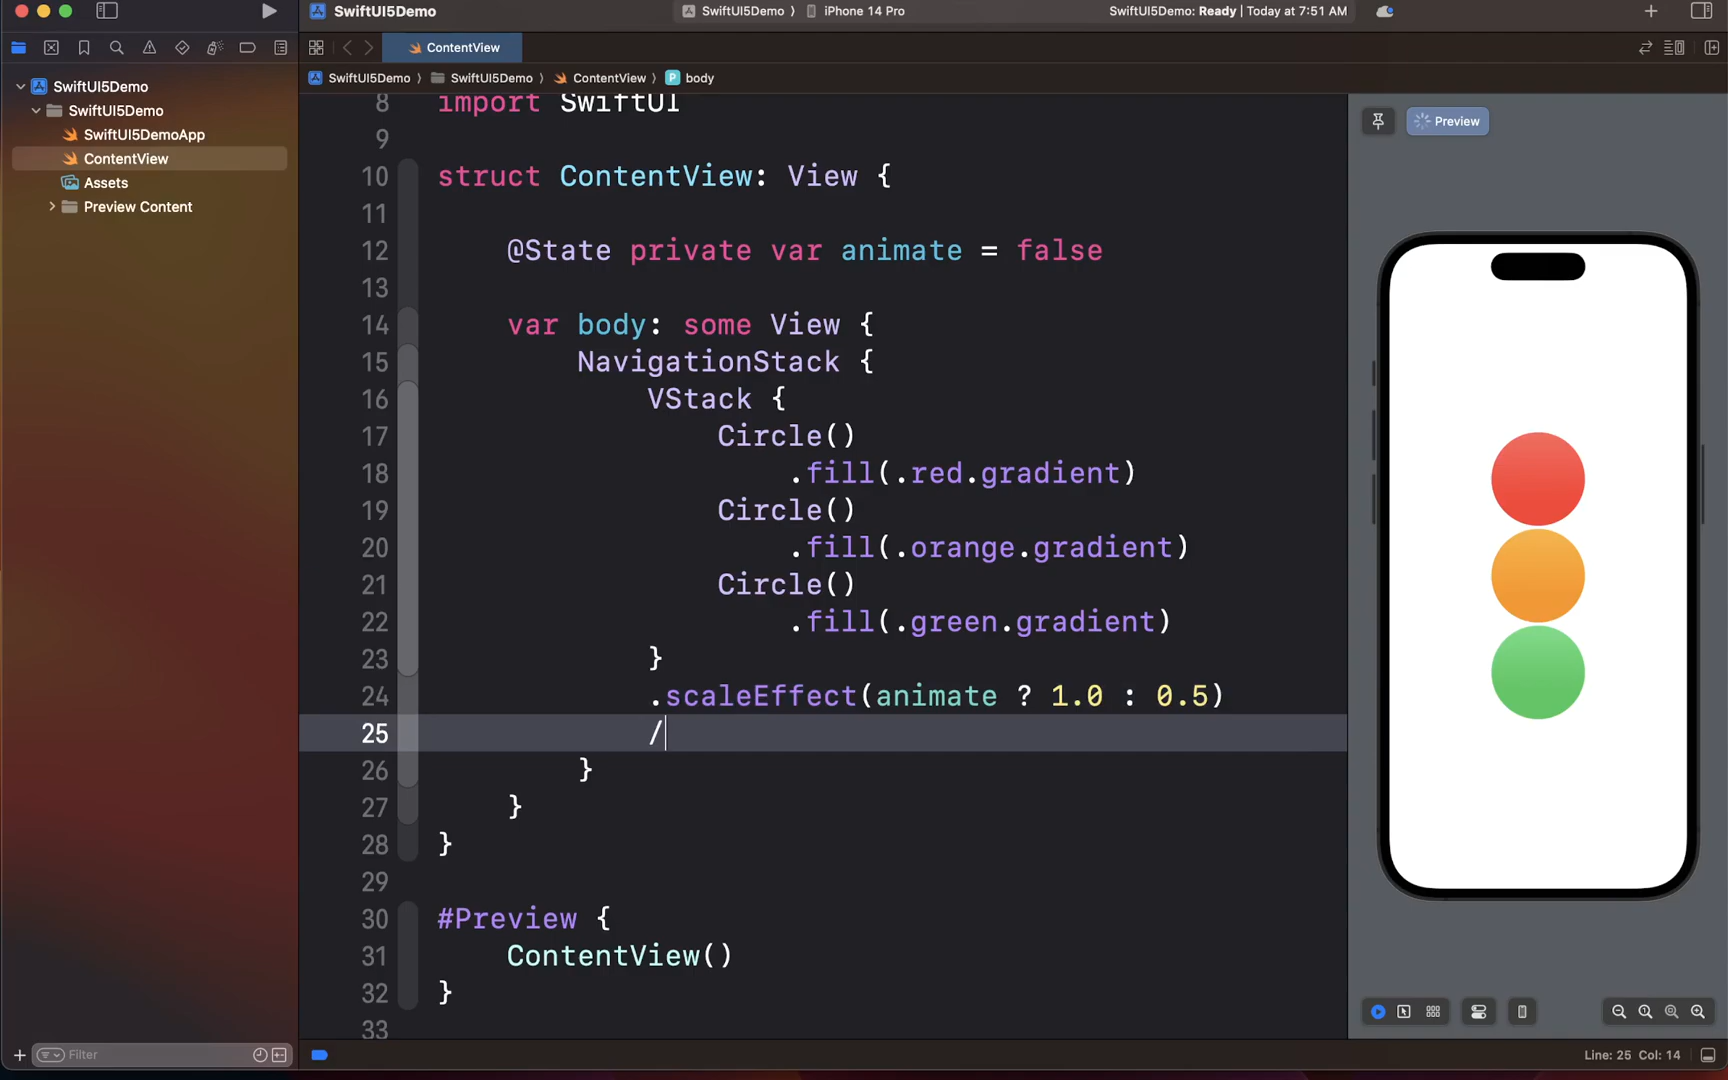 SwiftUI5Demo
SwiftUI5Demo 〉 iPhone 14 Pro
SwiftUI5Demo: Ready | Today at 7:51 AM
ContentView
SwiftUI5Demo 〉 SwiftUI5Demo 〉 ContentView 〉 P body
SwiftUI5Demo
SwiftUI5Demo
SwiftUI5DemoApp
ContentView
Assets
Preview Content
Filter
8 import SwiftUI
9
10 struct ContentView: View {
11
12 @State private var animate = false
13
14 var body: some View {
15 NavigationStack {
16 VStack {
17 Circle()
18 .fill(.red.gradient)
19 Circle()
20 .fill(.orange.gradient)
21 Circle()
22 .fill(.green.gradient)
23 }
24 .scaleEffect(animate ? 1.0 : 0.5)
25 /
26 }
27 }
28 }
29
30 #Preview {
31 ContentView()
32 }
33
Preview
Line: 25 Col: 14